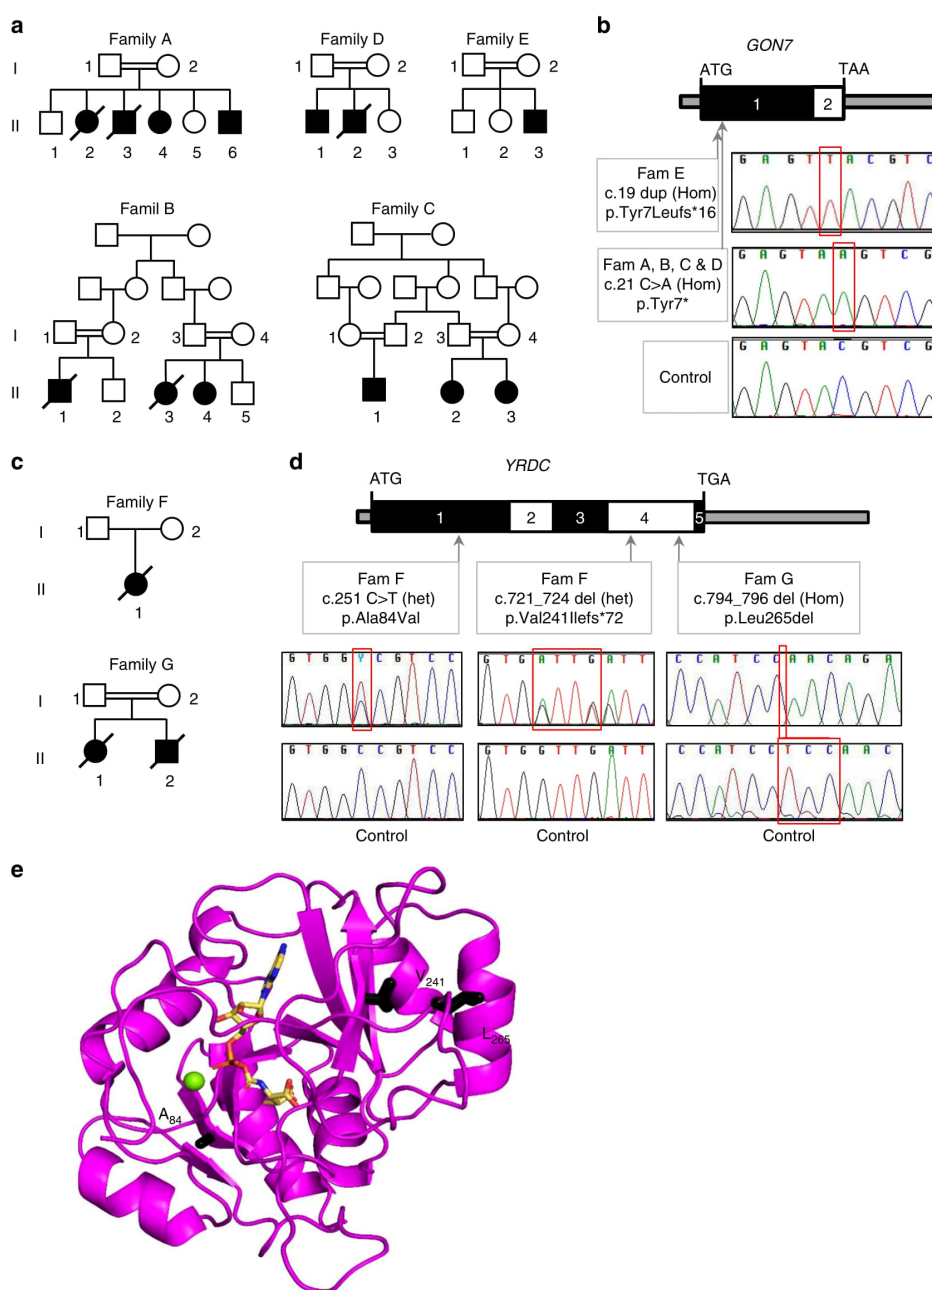 a
Family A
I
1
2
II
1 2 3 4 5 6
Family D
1
2
1 2 3
Family E
1
2
1 2 3
Famil B
I
1
2
3
4
II
1 2 3 4 5
Family C
1
2
3
4
1 2 3
b
GON7
ATG
TAA
1
2
Fam E
c.19 dup (Hom)
p.Tyr7Leufs*16
G A G T T A C G T C
Fam A, B, C & D
c.21 C>A (Hom)
p.Tyr7*
G A G T A A G T C G
Control
G A G T A C G T C G
c
Family F
I
1
2
II
1
Family G
I
1
2
II
1 2
d
YRDC
ATG
TGA
1 2 3 4 5
Fam F
c.251 C>T (het)
p.Ala84Val
Fam F
c.721_724 del (het)
p.Val241Ilefs*72
Fam G
c.794_796 del (Hom)
p.Leu265del
G T G G Y C G T C C
G T G A T T G A T T
C C A T C C A A C A G A
G T G G C C G T C C
G T G G T T G A T T
C C A T C C T C C A A C
Control
Control
Control
e
V241
L265
A84